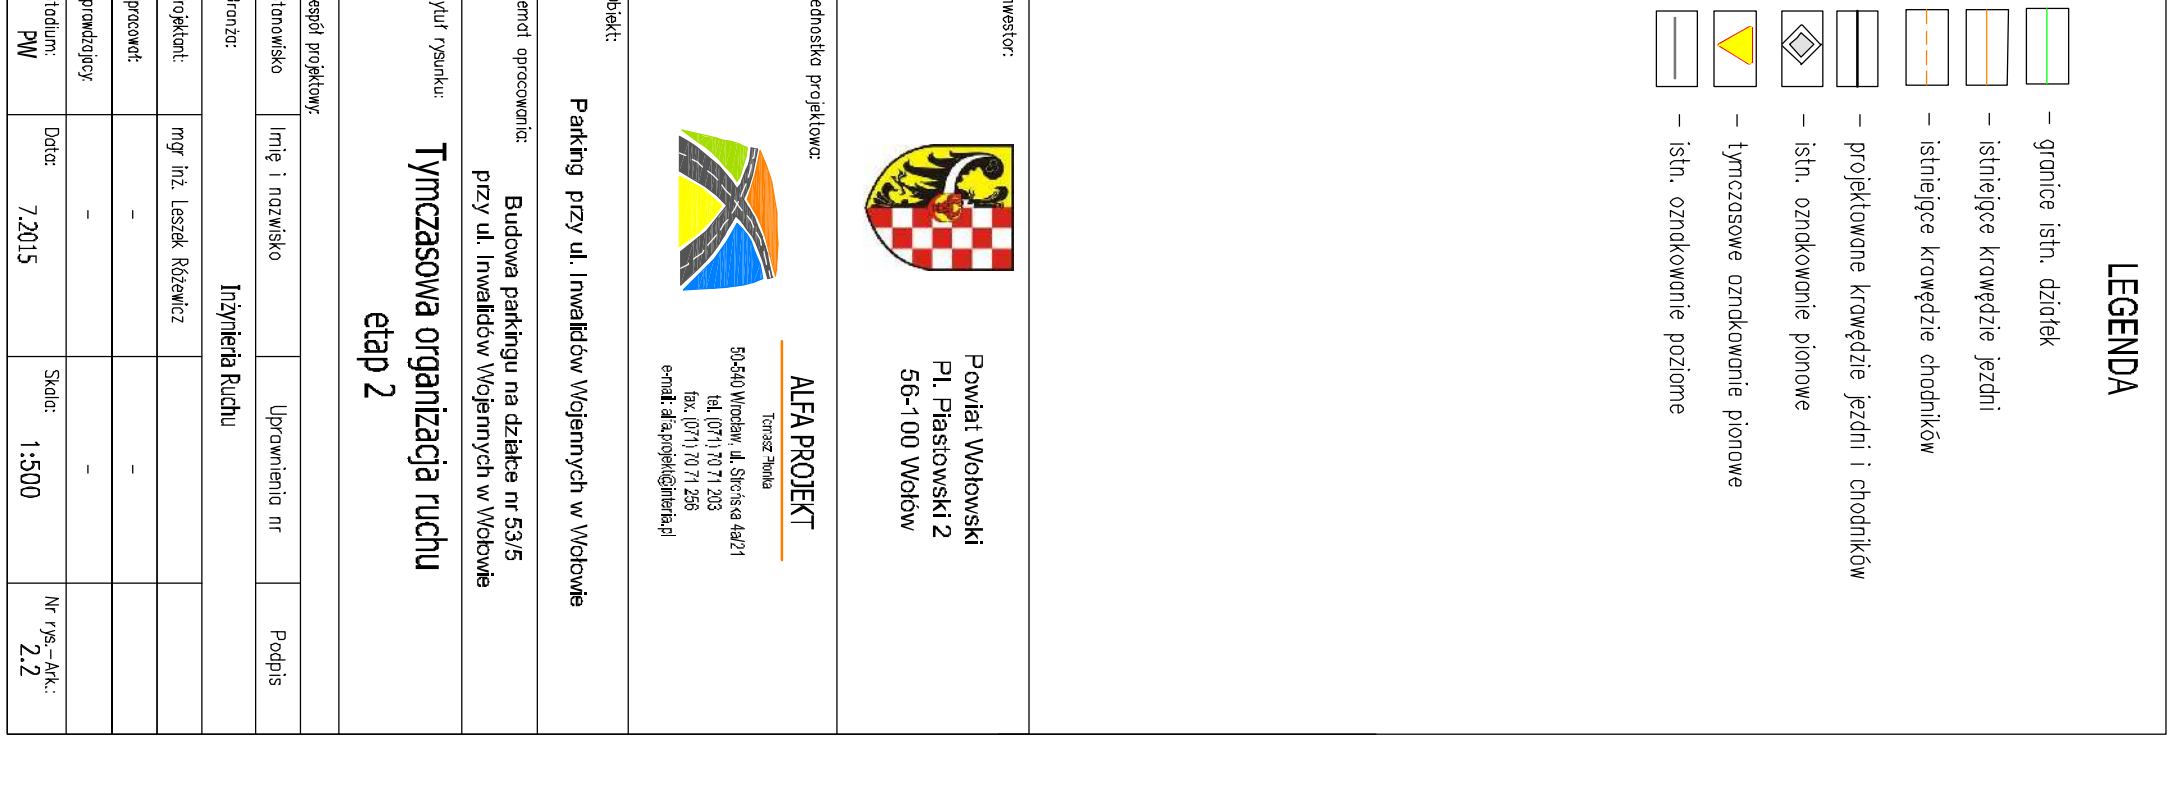 LEGENDA
– granice istn. działek
– istniejące krawędzie jezdni
– istniejące krawędzie chodników
– projektowane krawędzie jezdni i chodników
– istn. oznakowanie pionowe
– tymczasowe oznakowanie pionowe
– istn. oznakowanie poziome
nwestor:
Powiat Wołowski
Pl. Piastowski 2
56-100 Wołów
ednostka projektowa:
ALFA PROJEKT
Tomasz Płonka
50-540 Wrocław, ul. Strońska 4a/21
tel. (071) 70 71 203
fax. (071) 70 71 256
e-mail: alfa.projekt@interia.pl
biekt:
Parking przy ul. Inwalidów Wojennych w Wołowie
emat opracowania:
Budowa parkingu na działce nr 53/5
przy ul. Inwalidów Wojennych w Wołowie
ytuł rysunku:
Tymczasowa organizacja ruchu
etap 2
espół projektowy:
tanowisko Imię i nazwisko Uprawnienia nr Podpis
ranża: Inżynieria Ruchu
rojektant: mgr inż. Leszek Różewicz
pracował: – –
prawdzający: – –
tadium: Data: Skala: Nr rys.–Ark.:
PW 7.2015 1:500 2.2